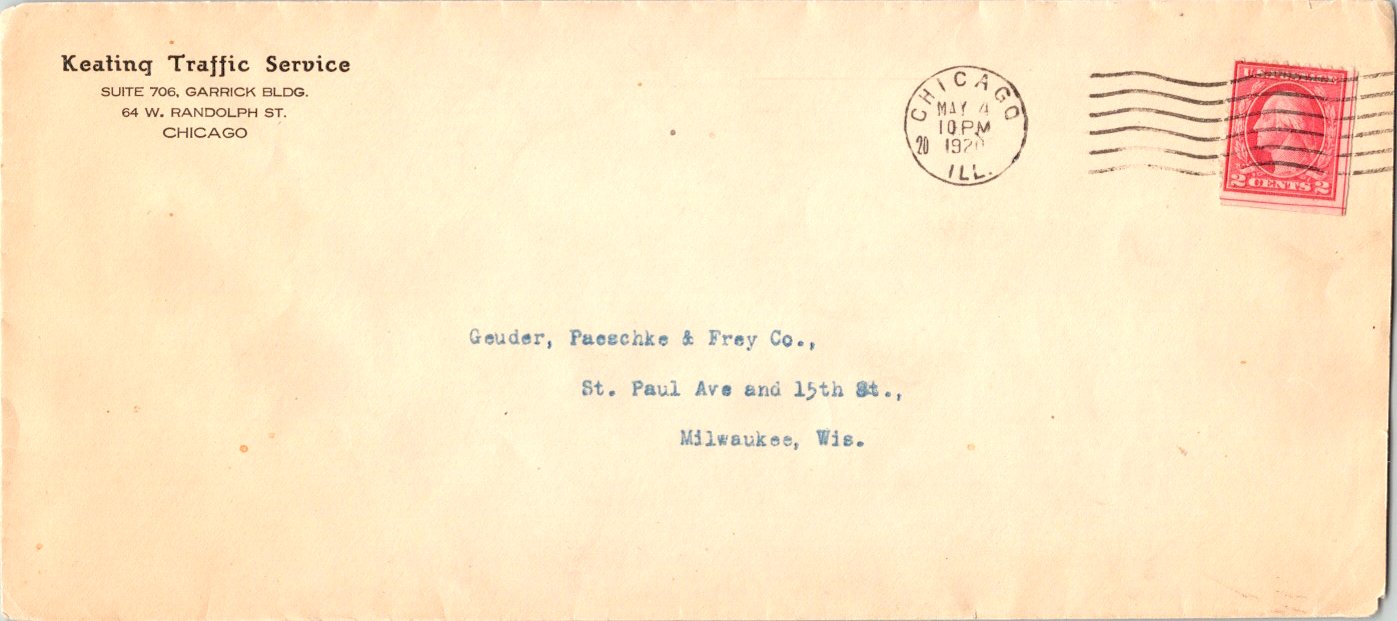 Keating Traffic Service
SUITE 706, GARRICK BLDG.
64 W. RANDOLPH ST.
CHICAGO
CHICAGO
MAY 4
10 PM
20 1920
ILL.
2 CENTS 2
Geuder, Paeschke & Frey Co.,
St. Paul Ave and 15th St.,
Milwaukee, Wis.